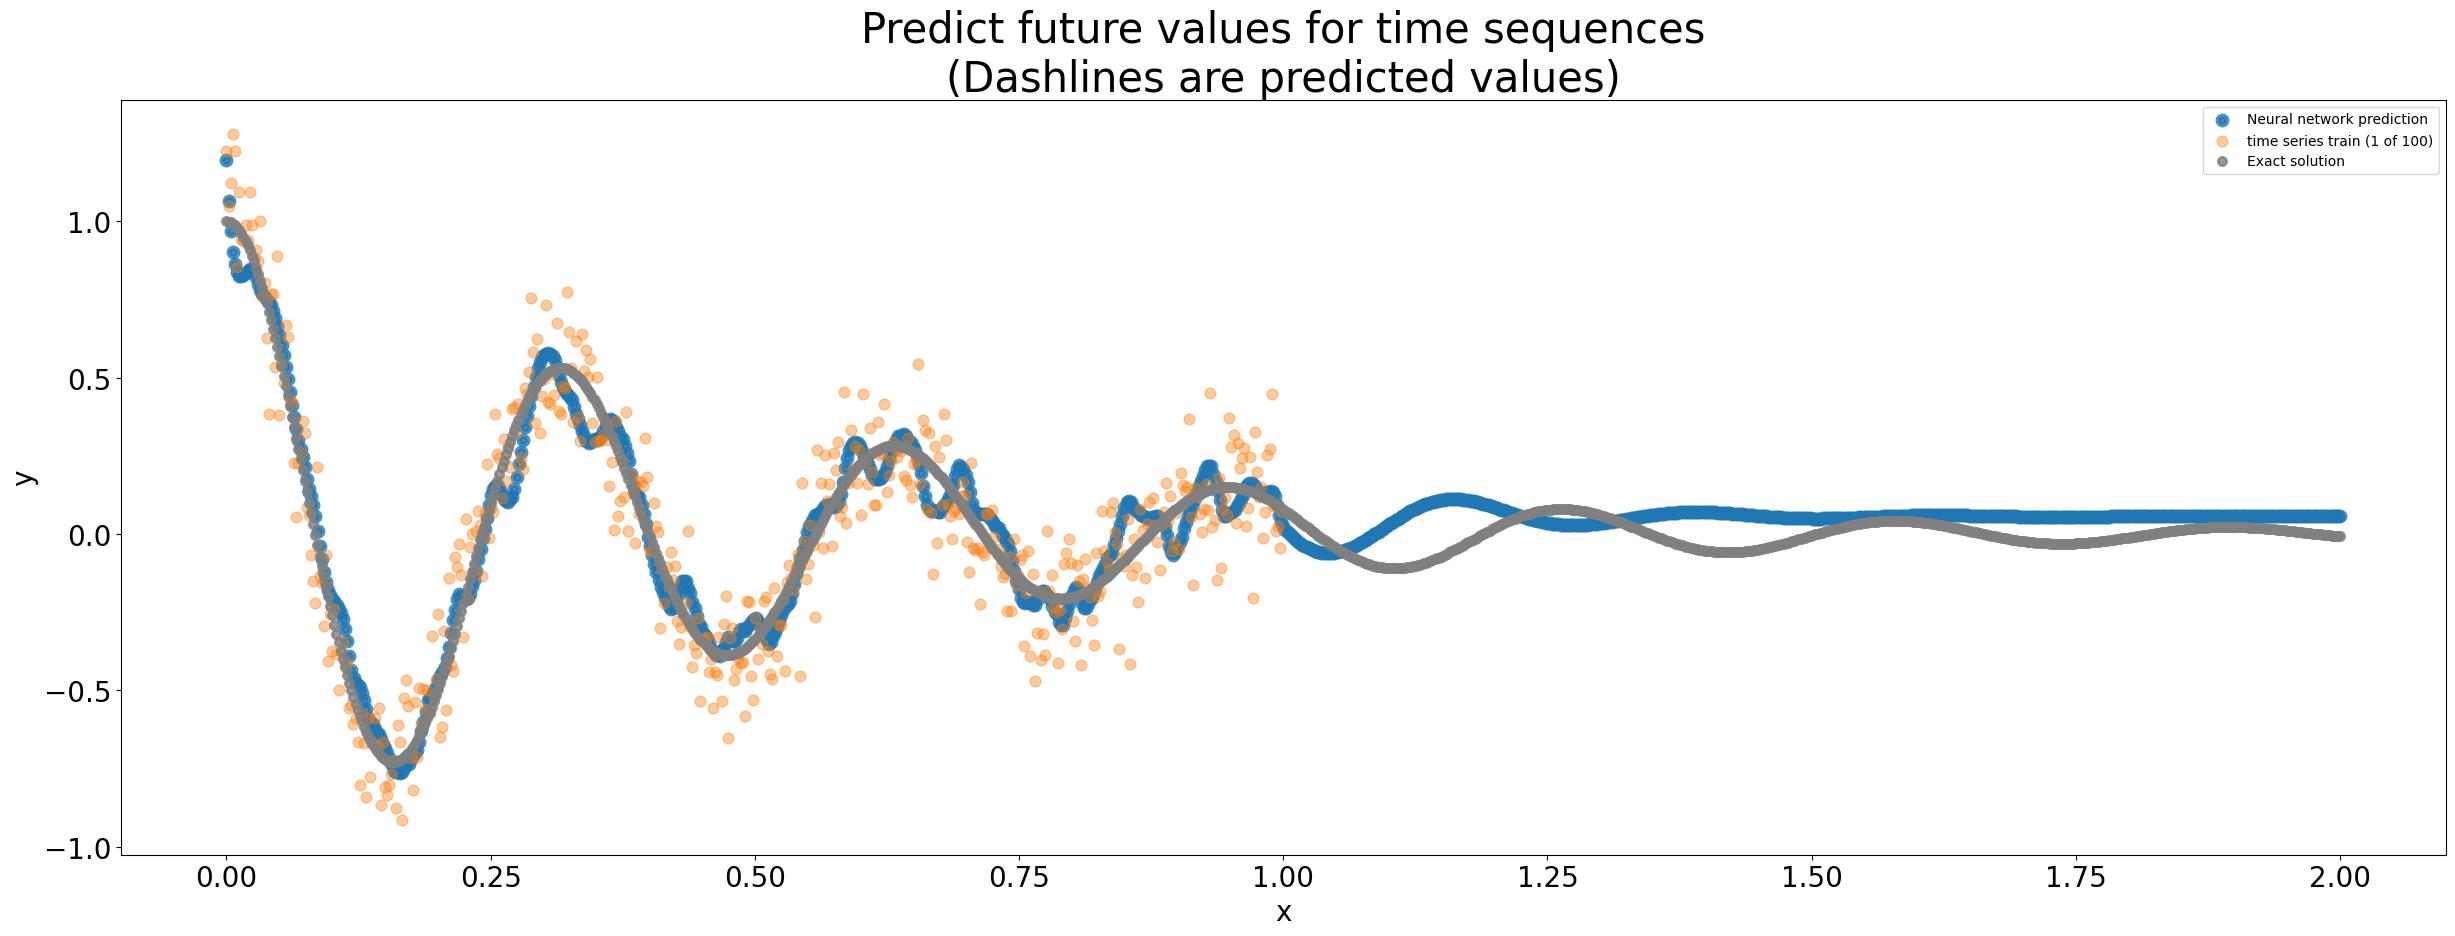 Predict future values for time sequences
(Dashlines are predicted values)
Neural network prediction
time series train (1 of 100)
Exact solution
1.0
0.5
0.0
−0.5
−1.0
y
0.00 0.25 0.50 0.75 1.00 1.25 1.50 1.75 2.00
x